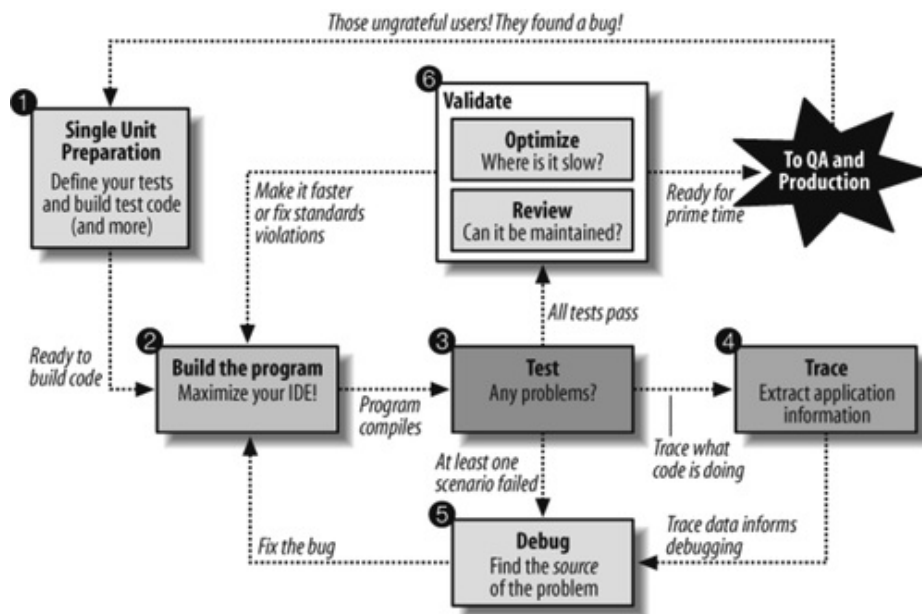 Those ungrateful users! They found a bug!
1
Single Unit
Preparation
Define your tests
and build test code
(and more)
6
Validate
Optimize
Where is it slow?
Review
Can it be maintained?
To QA and
Production
Make it faster
or fix standards
violations
Ready for
prime time
All tests pass
Ready to
build code
2
Build the program
Maximize your IDE!
Program
compiles
3
Test
Any problems?
4
Trace
Extract application
information
Trace what
code is doing
At least one
scenario failed
5
Debug
Find the source
of the problem
Fix the bug
Trace data informs
debugging